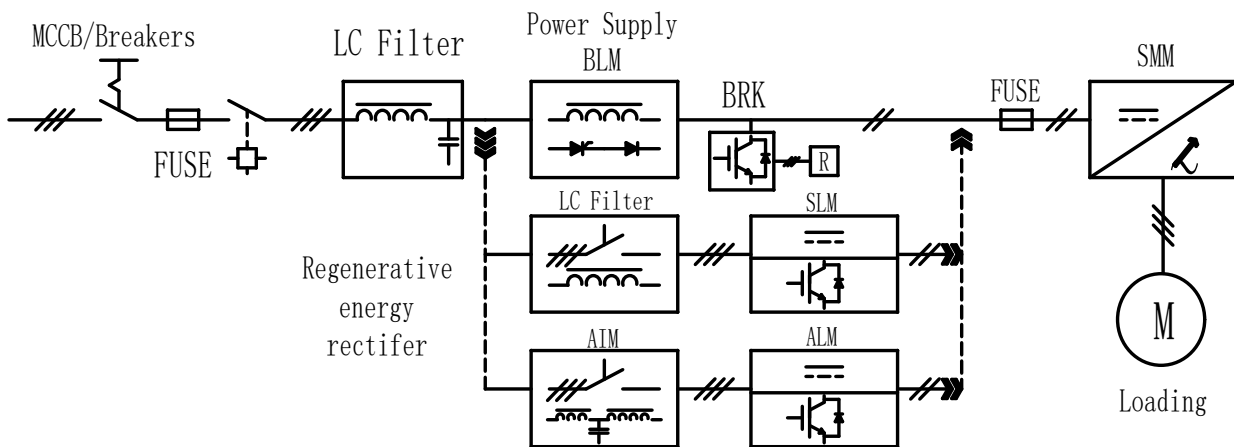 MCCB/Breakers
FUSE
LC Filter
Power Supply
BLM
BRK
R
FUSE
SMM
LC Filter
SLM
Regenerative
energy
rectifer
AIM
ALM
M
Loading